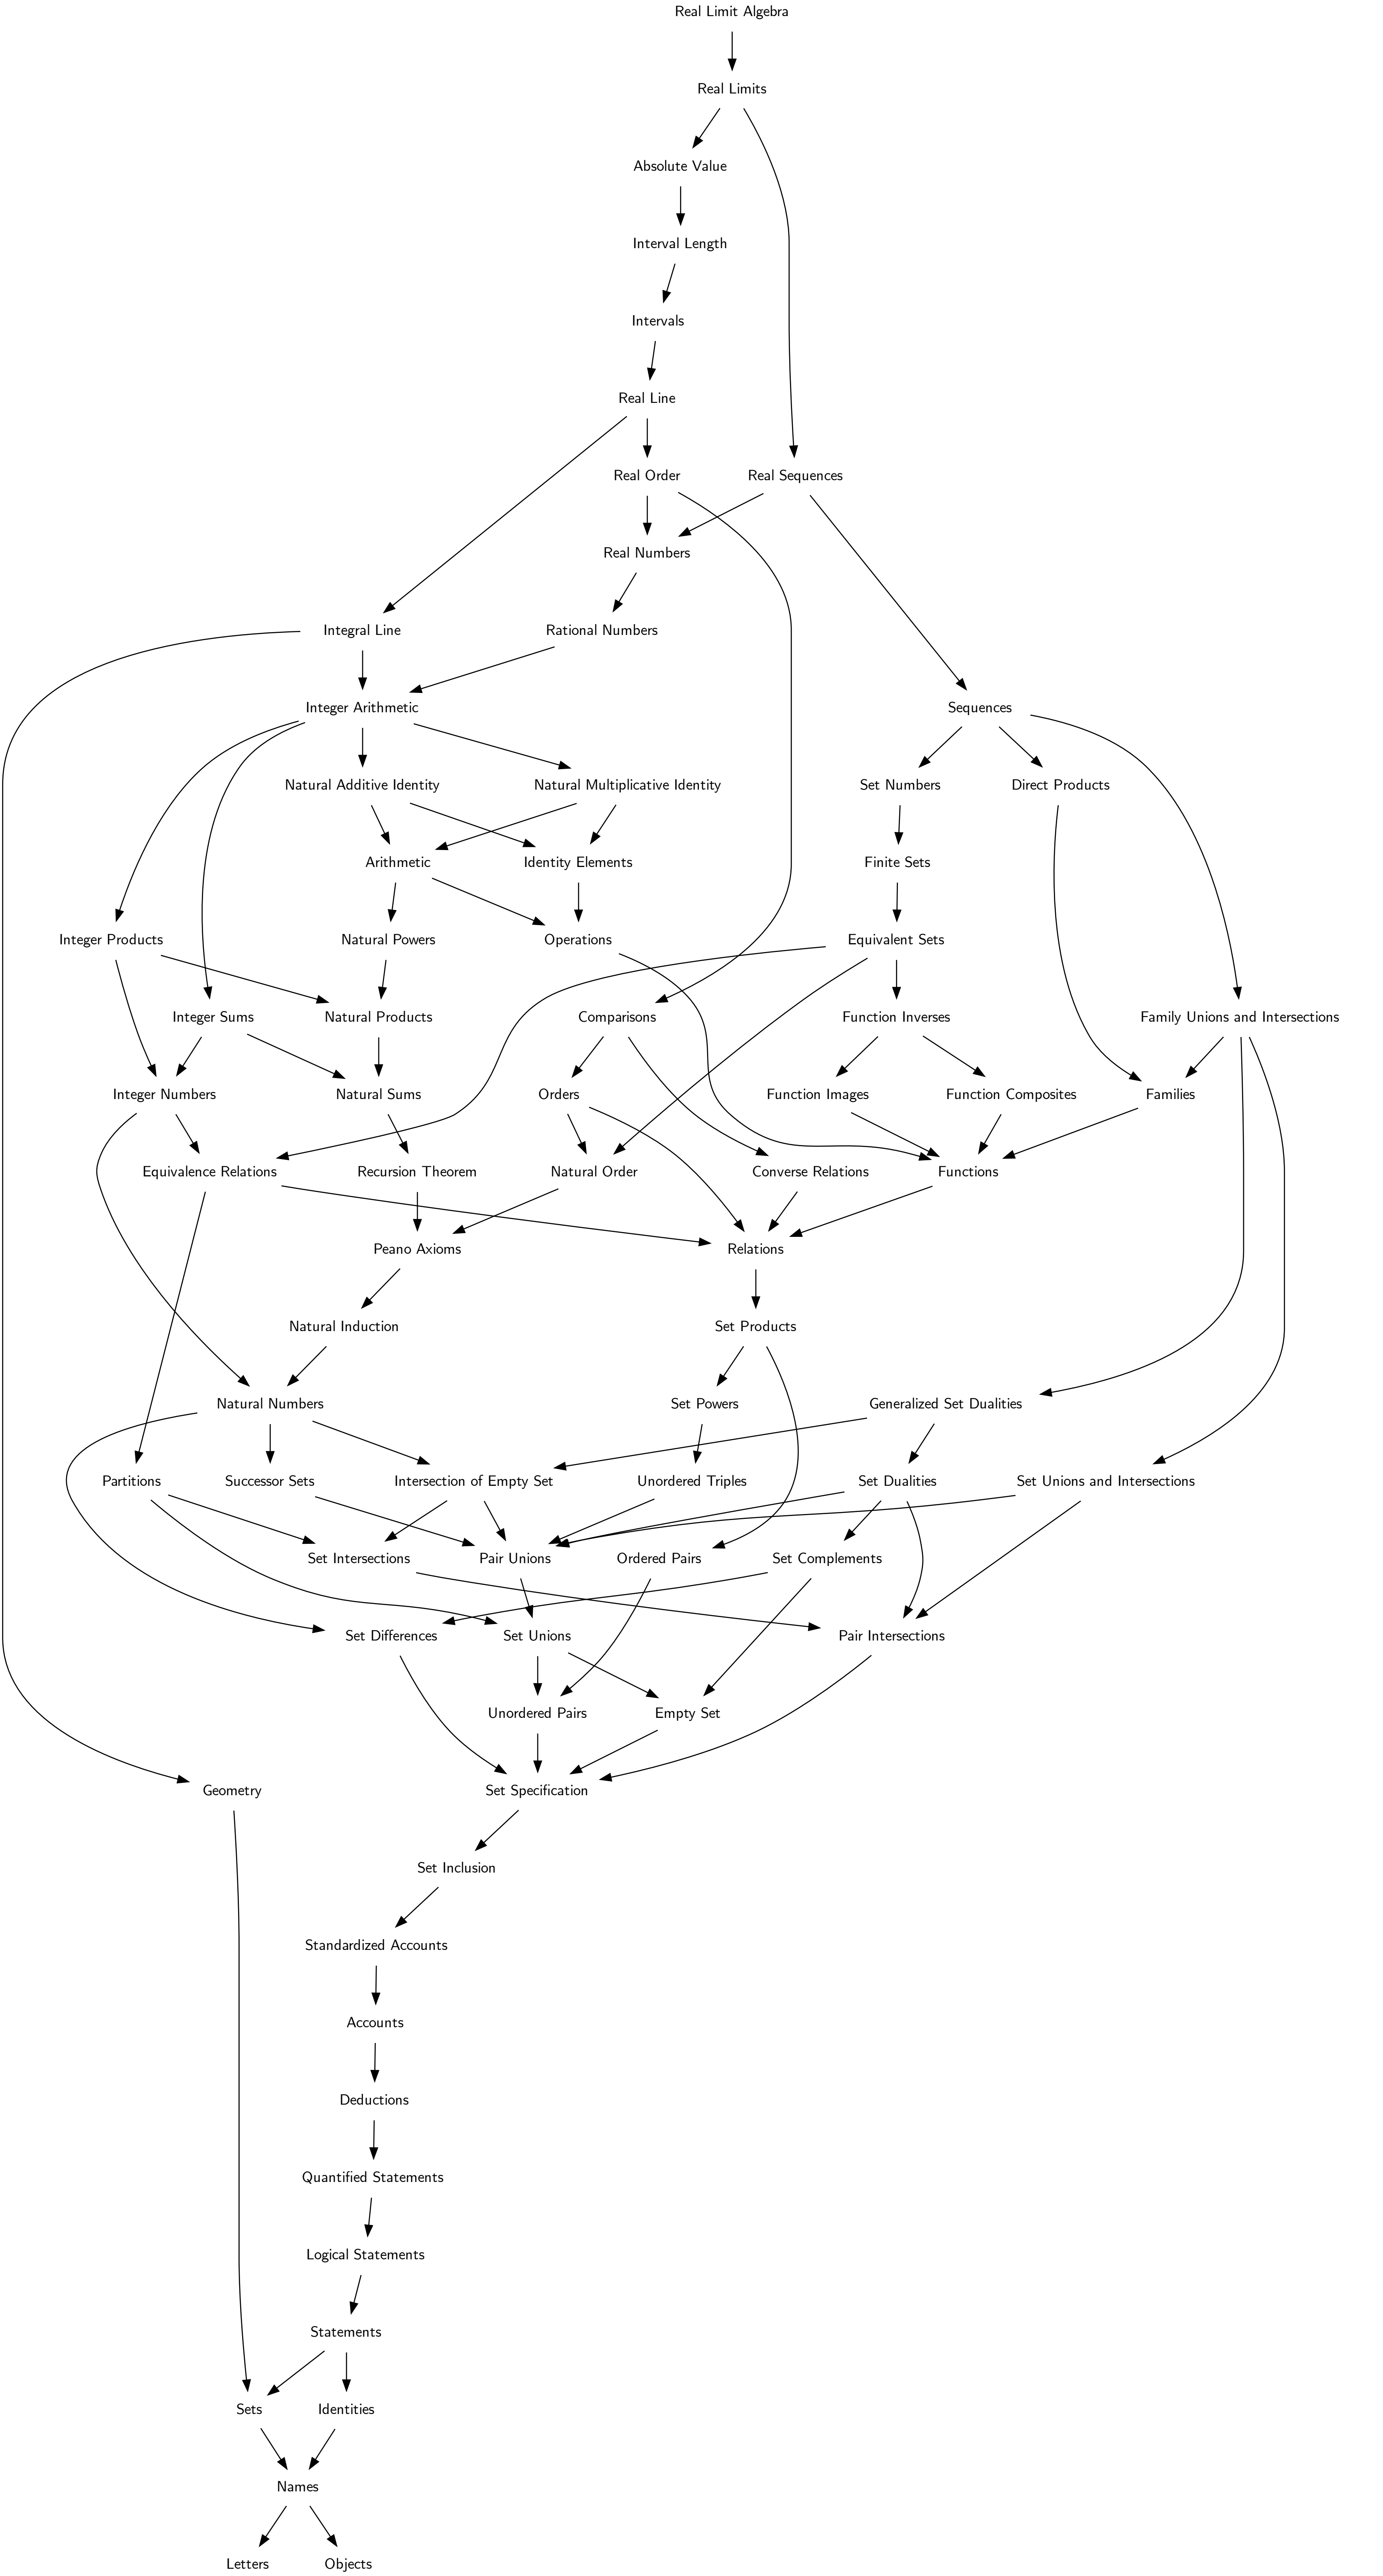 Real Limit Algebra
Real Limits
Absolute Value
Interval Length
Intervals
Real Line
Real Order
Real Sequences
Real Numbers
Integral Line
Rational Numbers
Integer Arithmetic
Sequences
Natural Additive Identity
Natural Multiplicative Identity
Set Numbers
Direct Products
Arithmetic
Identity Elements
Finite Sets
Integer Products
Natural Powers
Operations
Equivalent Sets
Integer Sums
Natural Products
Comparisons
Function Inverses
Family Unions and Intersections
Integer Numbers
Natural Sums
Orders
Function Images
Function Composites
Families
Equivalence Relations
Recursion Theorem
Natural Order
Converse Relations
Functions
Peano Axioms
Relations
Natural Induction
Set Products
Natural Numbers
Set Powers
Generalized Set Dualities
Partitions
Successor Sets
Intersection of Empty Set
Unordered Triples
Set Dualities
Set Unions and Intersections
Set Intersections
Pair Unions
Ordered Pairs
Set Complements
Set Differences
Set Unions
Pair Intersections
Unordered Pairs
Empty Set
Geometry
Set Specification
Set Inclusion
Standardized Accounts
Accounts
Deductions
Quantified Statements
Logical Statements
Statements
Sets
Identities
Names
Letters
Objects